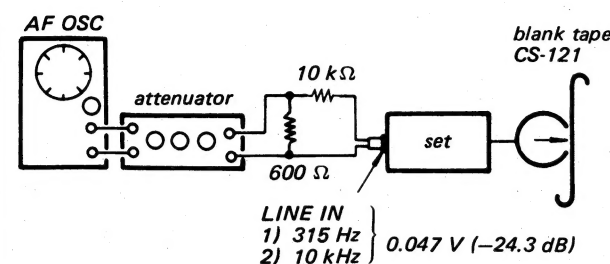 AF OSC
attenuator
10 kΩ
600 Ω
set
blank tape
CS-121
LINE IN
1) 315 Hz
2) 10 kHz
0.047 V (−24.3 dB)